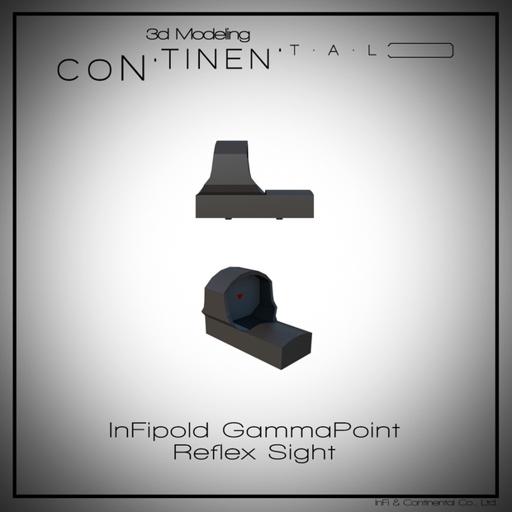 3d Modeling
CoN·TINEN·T·A·L
InFipold GammaPoint
Reflex Sight
InFi & Continental Co., Ltd.